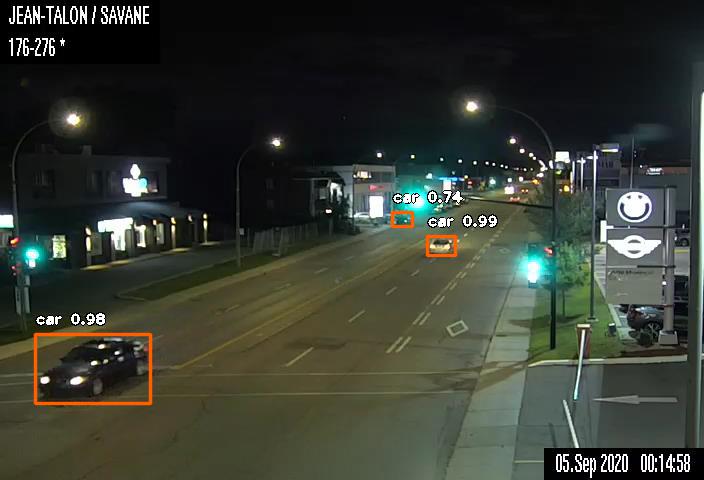 JEAN-TALON / SAVANE
176-276 *
car 0.74
car 0.99
car 0.98
05.Sep 2020 00:14:58